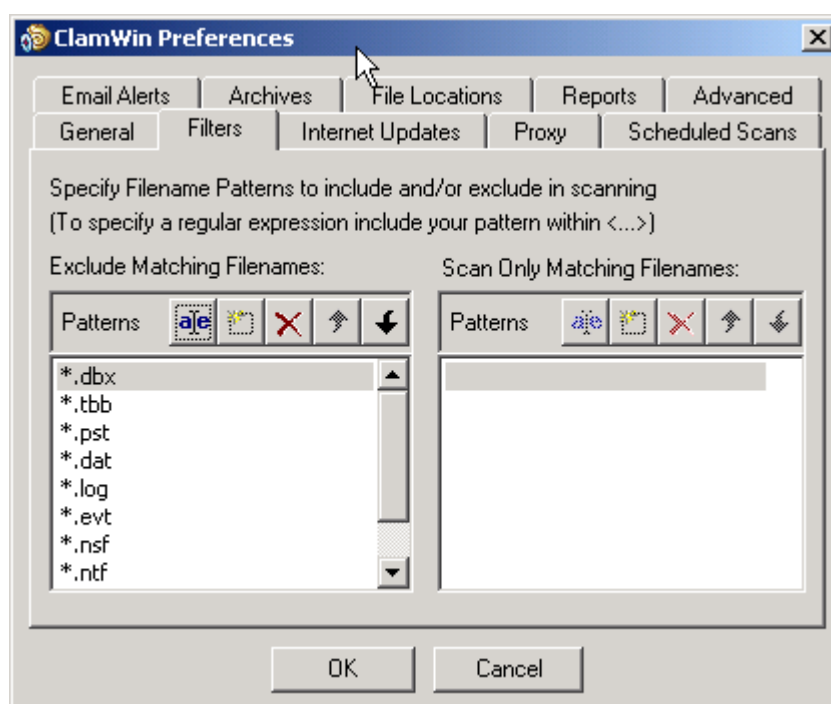 ClamWin Preferences
Email Alerts Archives File Locations Reports Advanced
General Filters Internet Updates Proxy Scheduled Scans
Specify Filename Patterns to include and/or exclude in scanning
(To specify a regular expression include your pattern within <...>)
Exclude Matching Filenames: Scan Only Matching Filenames:
Patterns Patterns
*.dbx
*.tbb
*.pst
*.dat
*.log
*.evt
*.nsf
*.ntf
OK Cancel